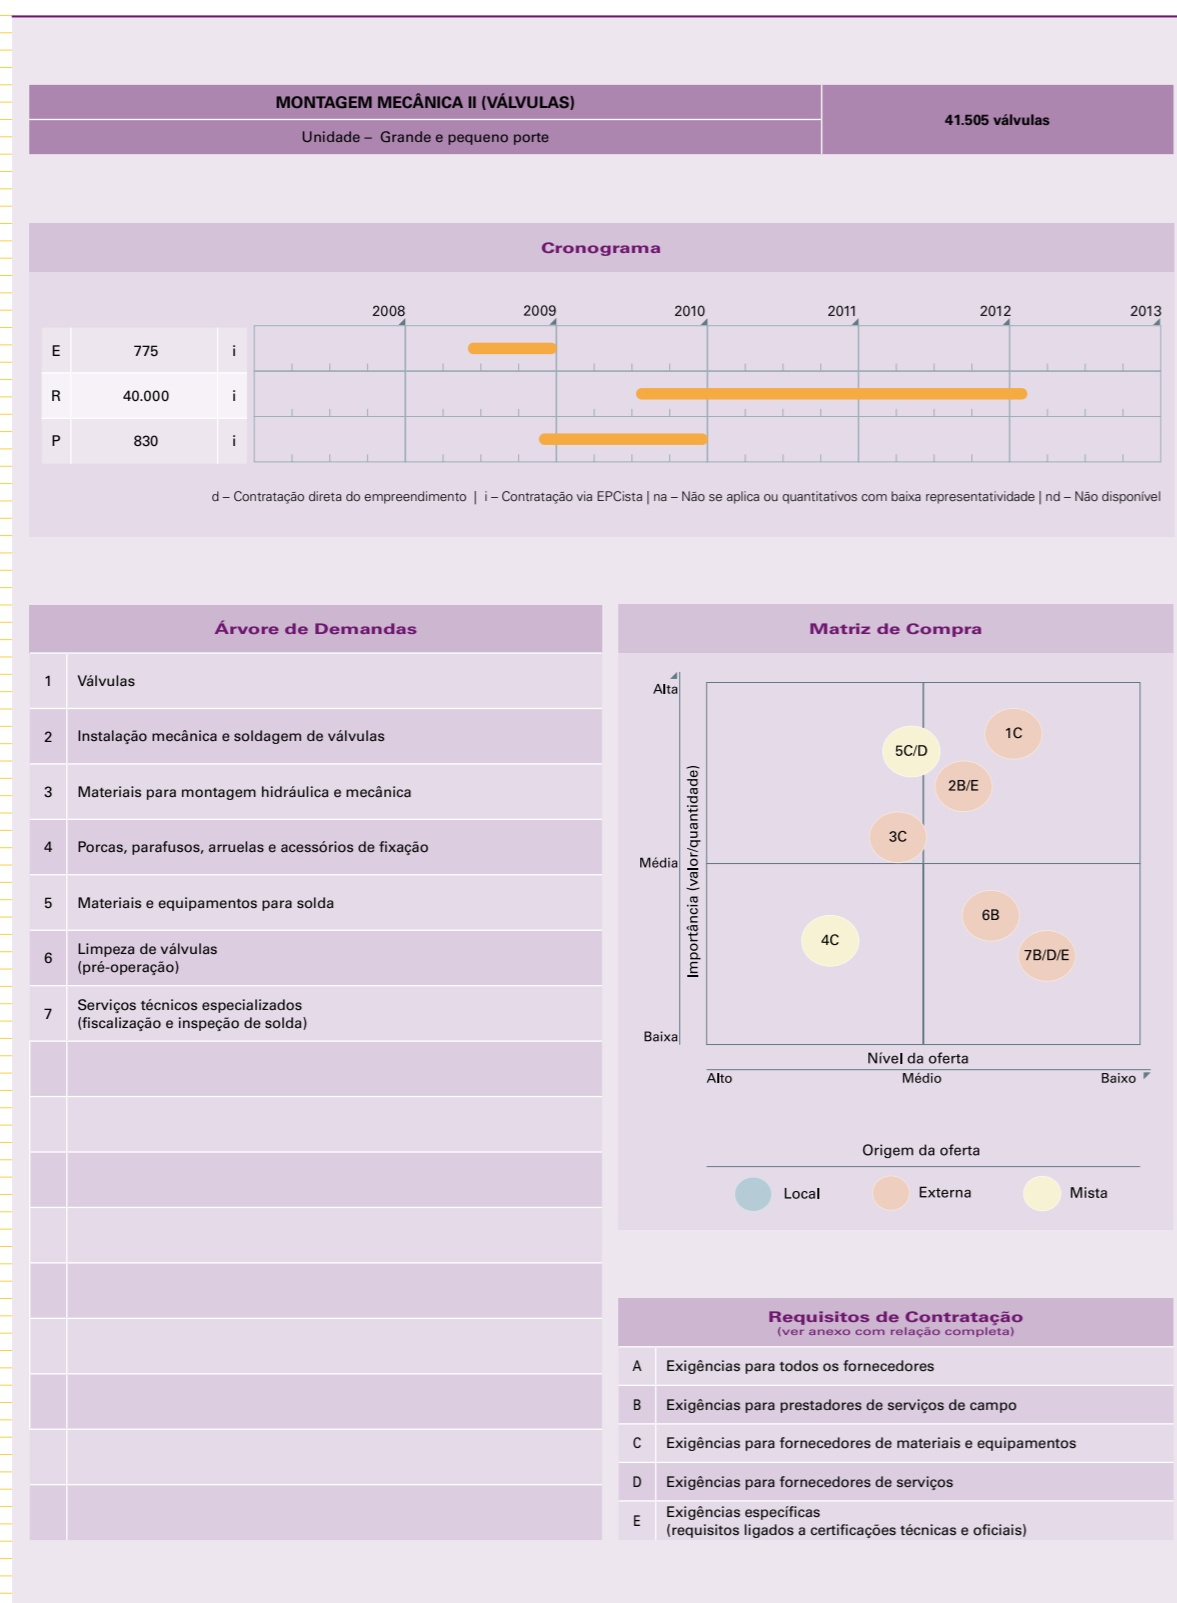 MONTAGEM MECÂNICA II (VÁLVULAS)
Unidade – Grande e pequeno porte
41.505 válvulas
Cronograma
2008 2009 2010 2011 2012 2013
E 775 i
R 40.000 i
P 830 i
d – Contratação direta do empreendimento | i – Contratação via EPCista | na – Não se aplica ou quantitativos com baixa representatividade | nd – Não disponível
Árvore de Demandas
1 Válvulas
2 Instalação mecânica e soldagem de válvulas
3 Materiais para montagem hidráulica e mecânica
4 Porcas, parafusos, arruelas e acessórios de fixação
5 Materiais e equipamentos para solda
6 Limpeza de válvulas
(pré-operação)
7 Serviços técnicos especializados
(fiscalização e inspeção de solda)
Matriz de Compra
Alta
Média
Baixa
Importância (valor/quantidade)
1C
5C/D
2B/E
3C
6B
4C
7B/D/E
Nível da oferta
Alto Médio Baixo
Origem da oferta
Local Externa Mista
Requisitos de Contratação
(ver anexo com relação completa)
A Exigências para todos os fornecedores
B Exigências para prestadores de serviços de campo
C Exigências para fornecedores de materiais e equipamentos
D Exigências para fornecedores de serviços
E Exigências específicas
(requisitos ligados a certificações técnicas e oficiais)